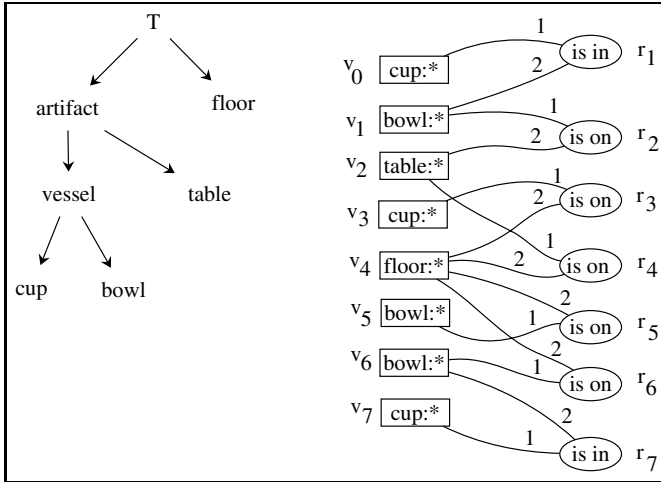 T
artifact
floor
vessel
table
cup
bowl
v0 cup:*
v1 bowl:*
v2 table:*
v3 cup:*
v4 floor:*
v5 bowl:*
v6 bowl:*
v7 cup:*
1
2
is in r1
1
2
is on r2
1
2
is on r3
1
2
is on r4
2
1
is on r5
2
1
is on r6
2
1
is in r7